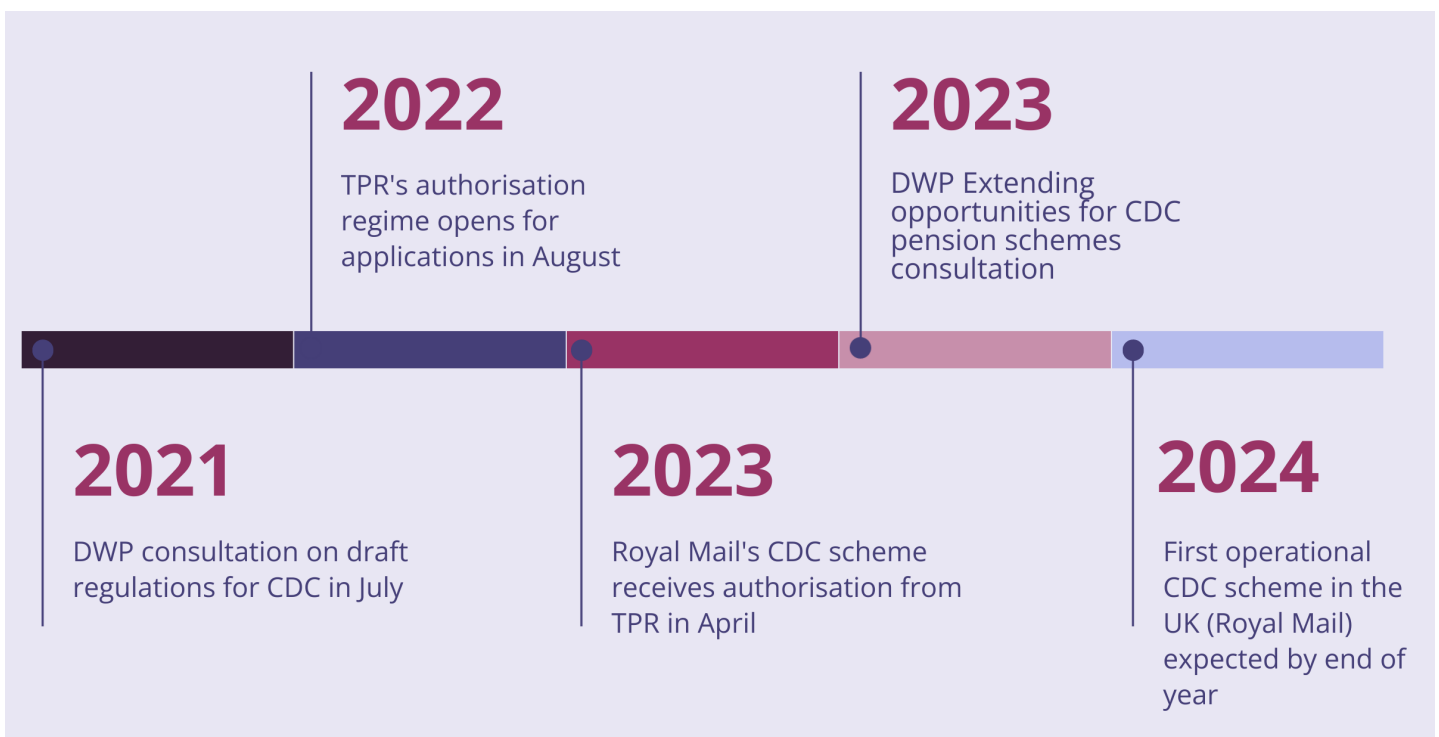 2021
DWP consultation on draft
regulations for CDC in July
2022
TPR's authorisation
regime opens for
applications in August
2023
Royal Mail's CDC scheme
receives authorisation from
TPR in April
2023
DWP Extending
opportunities for CDC
pension schemes
consultation
2024
First operational
CDC scheme in the
UK (Royal Mail)
expected by end of
year